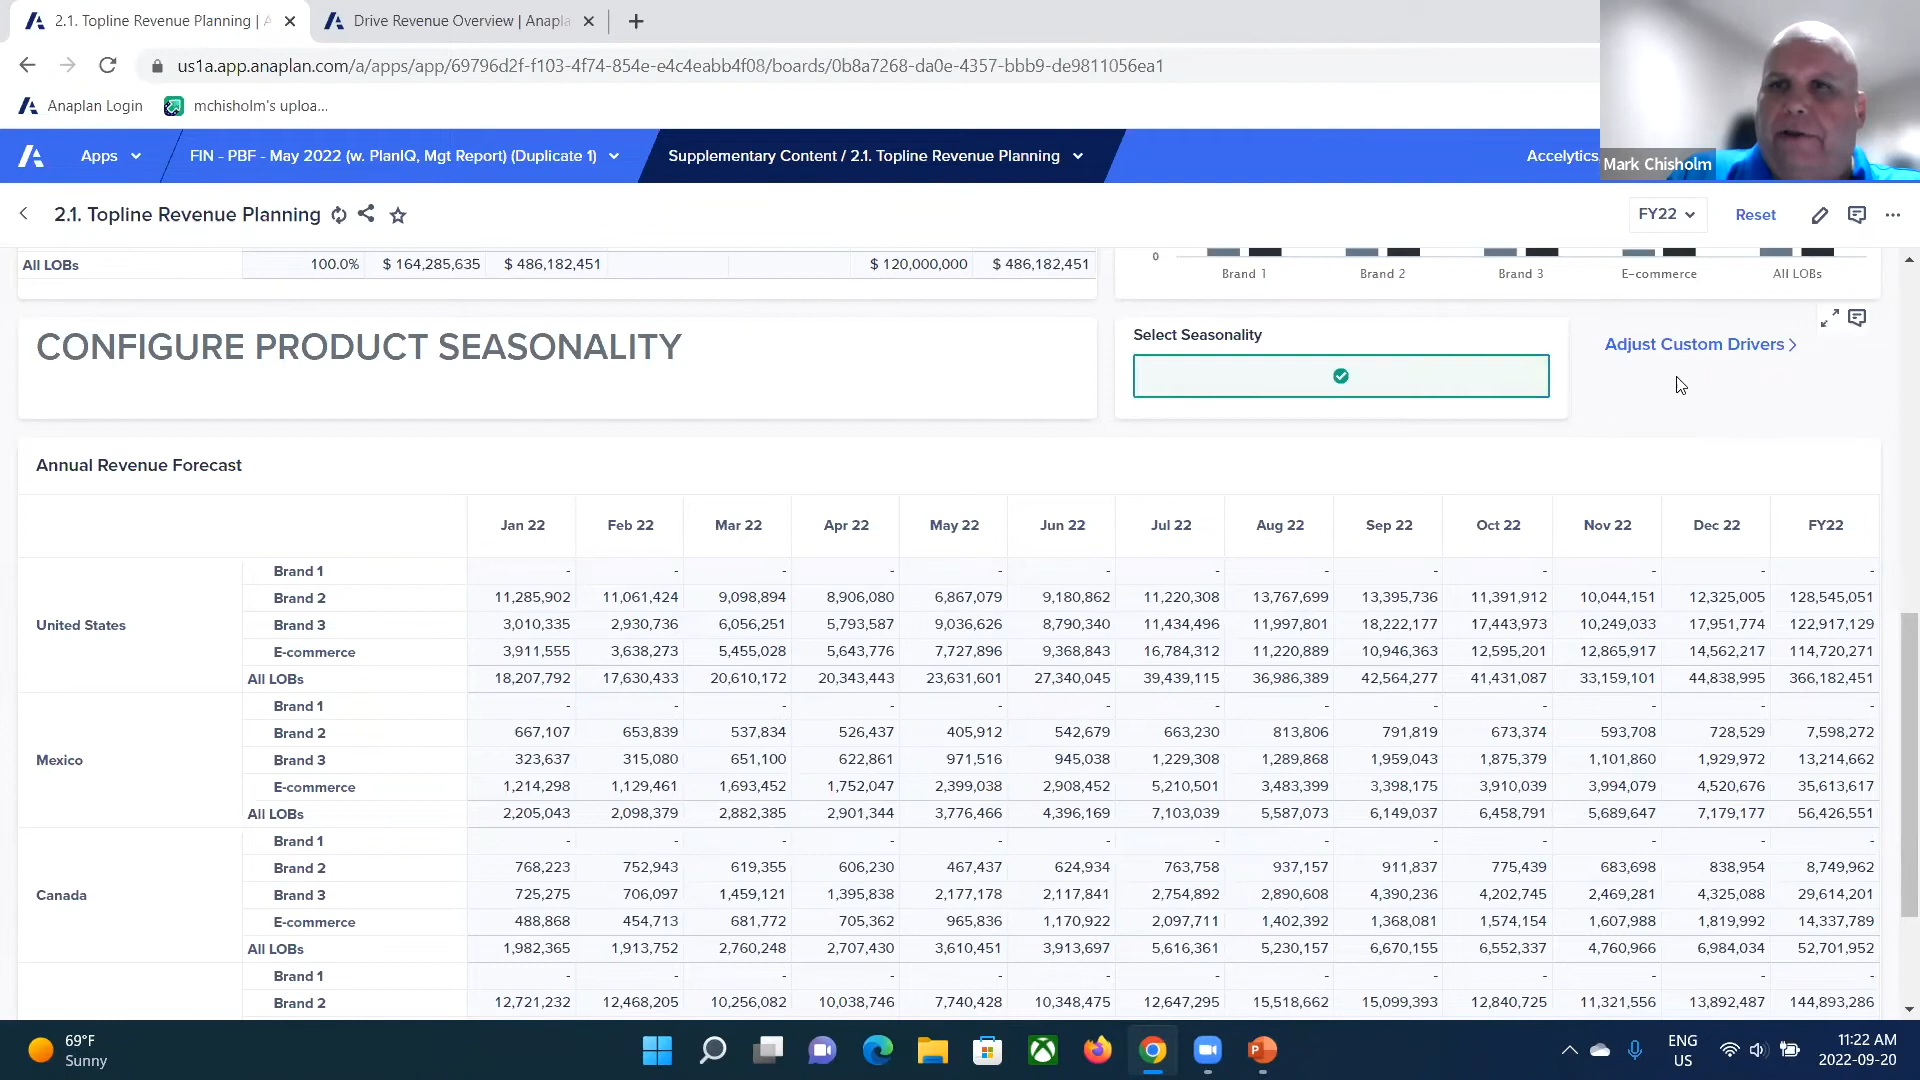 2.1. Topline Revenue Planning | A
Drive Revenue Overview | Anapla
us1a.app.anaplan.com/a/apps/app/69796d2f-f103-4f74-854e-e4c4eabb4f08/boards/0b8a7268-da0e-4357-bbb9-de9811056ea1
Anaplan Login
mchisholm's uploa...
Apps
FIN - PBF - May 2022 (w. PlanIQ, Mgt Report) (Duplicate 1)
Supplementary Content / 2.1. Topline Revenue Planning
Accelytics
Mark Chisholm
2.1. Topline Revenue Planning
FY22
Reset
All LOBs 100.0% $ 164,285,635 $ 486,182,451 $ 120,000,000 $ 486,182,451
0
Brand 1 Brand 2 Brand 3 E-commerce All LOBs
CONFIGURE PRODUCT SEASONALITY
Select Seasonality
Adjust Custom Drivers
Annual Revenue Forecast
Jan 22 Feb 22 Mar 22 Apr 22 May 22 Jun 22 Jul 22 Aug 22 Sep 22 Oct 22 Nov 22 Dec 22 FY22
United States
Brand 1 - - - - - - - - - - - - -
Brand 2 11,285,902 11,061,424 9,098,894 8,906,080 6,867,079 9,180,862 11,220,308 13,767,699 13,395,736 11,391,912 10,044,151 12,325,005 128,545,051
Brand 3 3,010,335 2,930,736 6,056,251 5,793,587 9,036,626 8,790,340 11,434,496 11,997,801 18,222,177 17,443,973 10,249,033 17,951,774 122,917,129
E-commerce 3,911,555 3,638,273 5,455,028 5,643,776 7,727,896 9,368,843 16,784,312 11,220,889 10,946,363 12,595,201 12,865,917 14,562,217 114,720,271
All LOBs 18,207,792 17,630,433 20,610,172 20,343,443 23,631,601 27,340,045 39,439,115 36,986,389 42,564,277 41,431,087 33,159,101 44,838,995 366,182,451
Mexico
Brand 1 - - - - - - - - - - - - -
Brand 2 667,107 653,839 537,834 526,437 405,912 542,679 663,230 813,806 791,819 673,374 593,708 728,529 7,598,272
Brand 3 323,637 315,080 651,100 622,861 971,516 945,038 1,229,308 1,289,868 1,959,043 1,875,379 1,101,860 1,929,972 13,214,662
E-commerce 1,214,298 1,129,461 1,693,452 1,752,047 2,399,038 2,908,452 5,210,501 3,483,399 3,398,175 3,910,039 3,994,079 4,520,676 35,613,617
All LOBs 2,205,043 2,098,379 2,882,385 2,901,344 3,776,466 4,396,169 7,103,039 5,587,073 6,149,037 6,458,791 5,689,647 7,179,177 56,426,551
Canada
Brand 1 - - - - - - - - - - - - -
Brand 2 768,223 752,943 619,355 606,230 467,437 624,934 763,758 937,157 911,837 775,439 683,698 838,954 8,749,962
Brand 3 725,275 706,097 1,459,121 1,395,838 2,177,178 2,117,841 2,754,892 2,890,608 4,390,236 4,202,745 2,469,281 4,325,088 29,614,201
E-commerce 488,868 454,713 681,772 705,362 965,836 1,170,922 2,097,711 1,402,392 1,368,081 1,574,154 1,607,988 1,819,992 14,337,789
All LOBs 1,982,365 1,913,752 2,760,248 2,707,430 3,610,451 3,913,697 5,616,361 5,230,157 6,670,155 6,552,337 4,760,966 6,984,034 52,701,952
Brand 1 - - - - - - - - - - - - -
Brand 2 12,721,232 12,468,205 10,256,082 10,038,746 7,740,428 10,348,475 12,647,295 15,518,662 15,099,393 12,840,725 11,321,556 13,892,487 144,893,286
69°F
Sunny
ENG
US
11:22 AM
2022-09-20